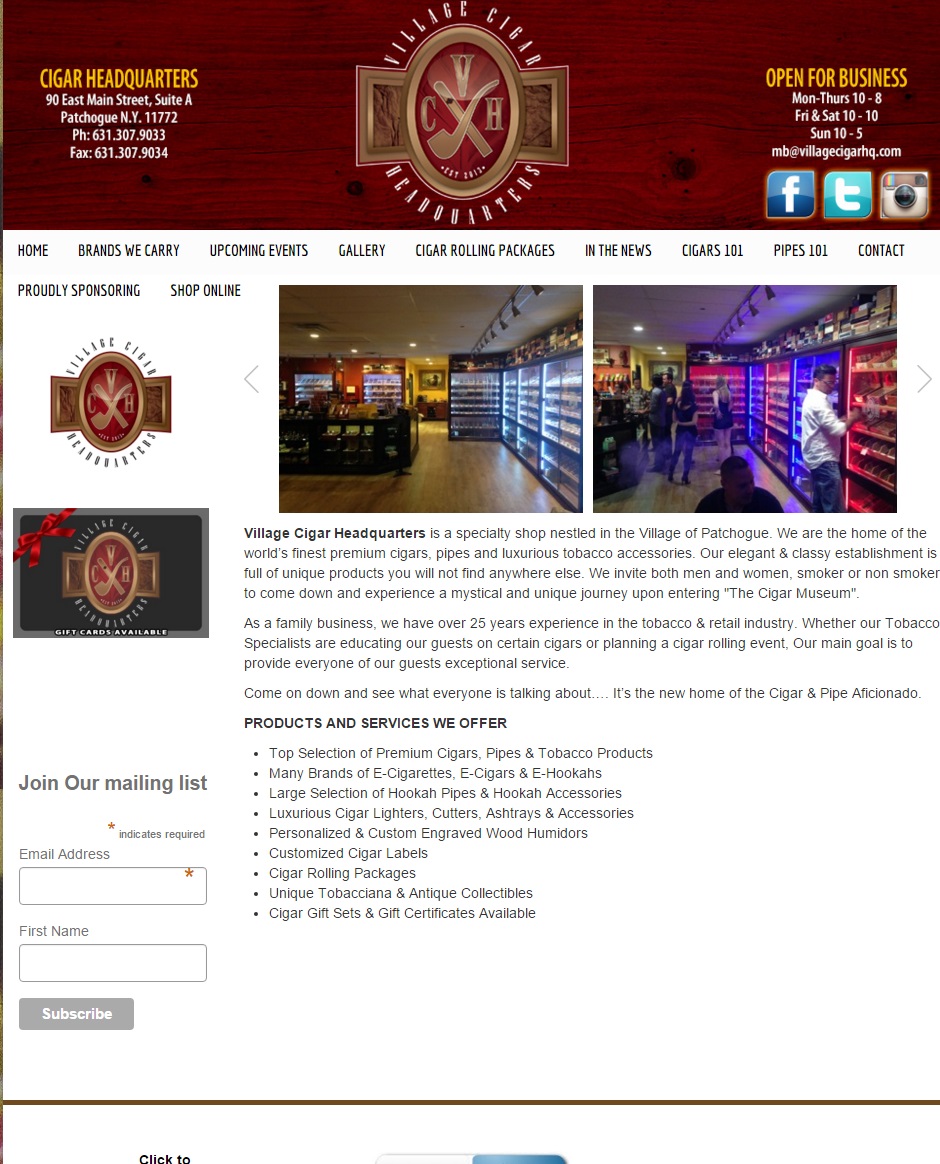 CIGAR HEADQUARTERS
90 East Main Street, Suite A
Patchogue N.Y. 11772
Ph: 631.307.9033
Fax: 631.307.9034
VILLAGE CIGAR
V
C H
•EST 2013•
HEADQUARTERS
OPEN FOR BUSINESS
Mon-Thurs 10 - 8
Fri & Sat 10 - 10
Sun 10 - 5
mb@villagecigarhq.com
HOME BRANDS WE CARRY UPCOMING EVENTS GALLERY CIGAR ROLLING PACKAGES IN THE NEWS CIGARS 101 PIPES 101 CONTACT
PROUDLY SPONSORING SHOP ONLINE
VILLAGE CIGAR
V
C H
HEADQUARTERS
VILLAGE CIGAR
V
C H
HEADQUARTERS
GIFT CARDS AVAILABLE
Village Cigar Headquarters is a specialty shop nestled in the Village of Patchogue. We are the home of the
world’s finest premium cigars, pipes and luxurious tobacco accessories. Our elegant & classy establishment is
full of unique products you will not find anywhere else. We invite both men and women, smoker or non smoker
to come down and experience a mystical and unique journey upon entering "The Cigar Museum".
As a family business, we have over 25 years experience in the tobacco & retail industry. Whether our Tobacco
Specialists are educating our guests on certain cigars or planning a cigar rolling event, Our main goal is to
provide everyone of our guests exceptional service.
Come on down and see what everyone is talking about…. It’s the new home of the Cigar & Pipe Aficionado.
PRODUCTS AND SERVICES WE OFFER
• Top Selection of Premium Cigars, Pipes & Tobacco Products
• Many Brands of E-Cigarettes, E-Cigars & E-Hookahs
• Large Selection of Hookah Pipes & Hookah Accessories
• Luxurious Cigar Lighters, Cutters, Ashtrays & Accessories
• Personalized & Custom Engraved Wood Humidors
• Customized Cigar Labels
• Cigar Rolling Packages
• Unique Tobacciana & Antique Collectibles
• Cigar Gift Sets & Gift Certificates Available
Join Our mailing list
* indicates required
Email Address
*
First Name
Subscribe
Click to